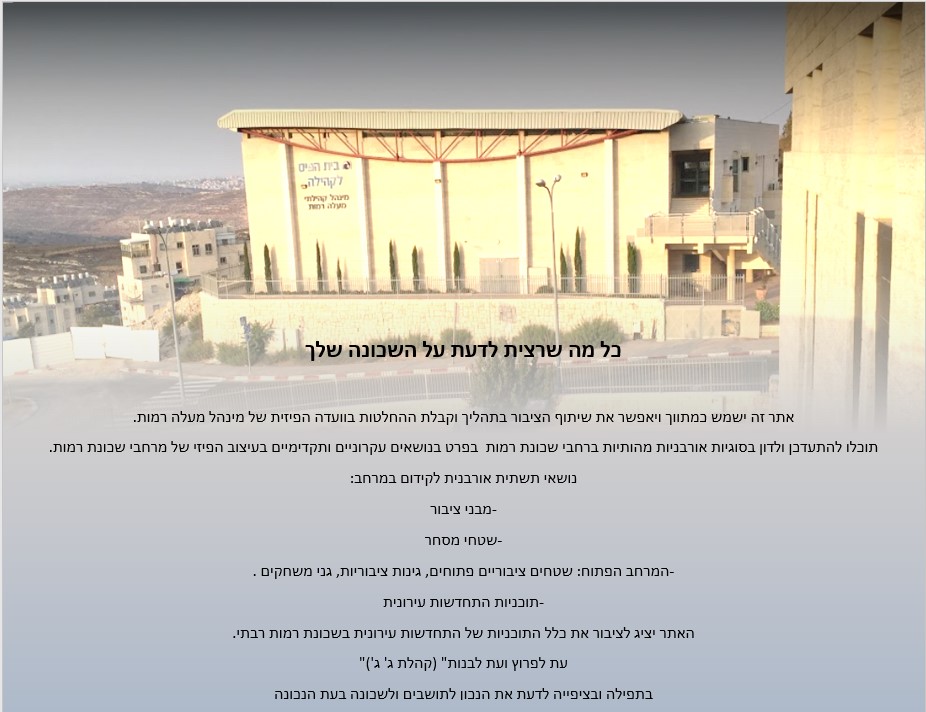 בית הפיס
לקהילה
מינהל קהילתי
מעלה רמות
כל מה שרצית לדעת על השכונה שלך
אתר זה ישמש כמתווך ויאפשר את שיתוף הציבור בתהליך וקבלת ההחלטות בוועדה הפיזית של מינהל מעלה רמות.
תוכלו להתעדכן ולדון בסוגיות אורבניות מהותיות ברחבי שכונת רמות בפרט בנושאים עקרוניים ותקדימיים בעיצוב הפיזי של מרחבי שכונת רמות.
נושאי תשתית אורבנית לקידום במרחב:
-מבני ציבור
-שטחי מסחר
-המרחב הפתוח: שטחים ציבוריים פתוחים, גינות ציבוריות, גני משחקים .
-תוכניות התחדשות עירונית
האתר יציג לציבור את כלל התוכניות של התחדשות עירונית בשכונת רמות רבתי.
עת לפרוץ ועת לבנות" (קהלת ג' ג')"
בתפילה ובציפייה לדעת את הנכון לתושבים ולשכונה בעת הנכונה